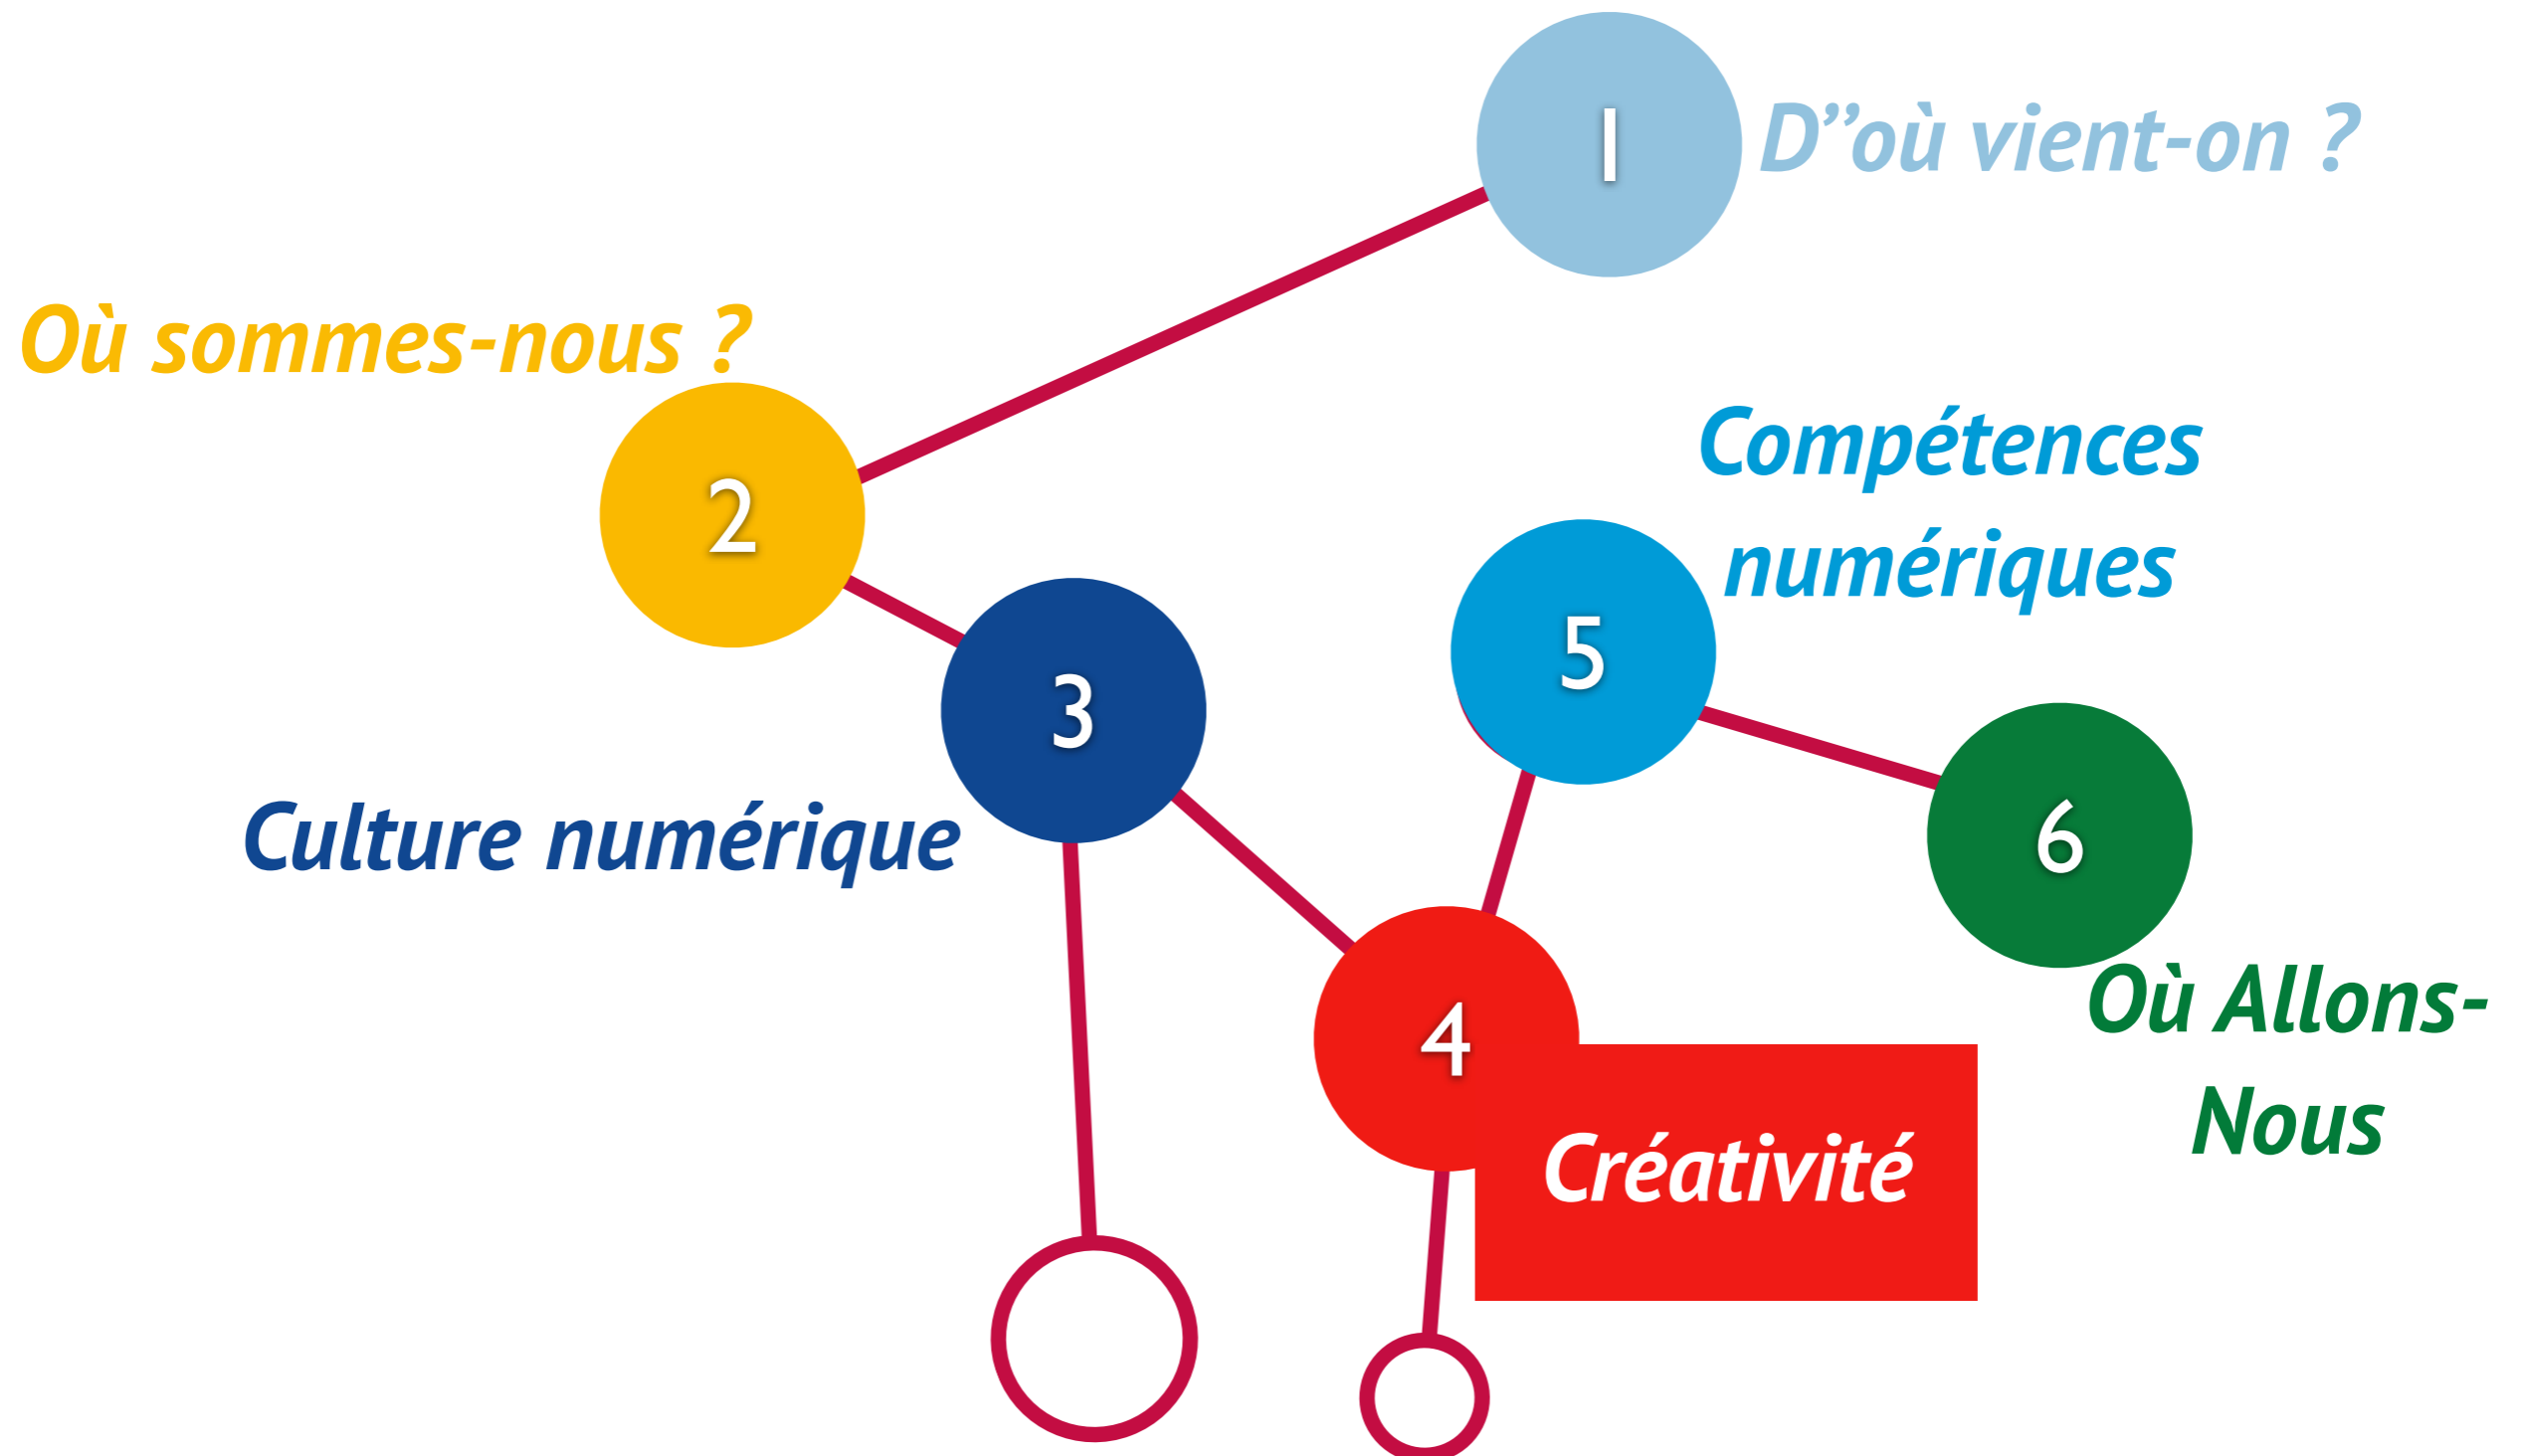 1
D’’où vient-on ?
Où sommes-nous ?
2
3
Culture numérique
4
Créativité
5
Compétences
numériques
6
Où Allons-
Nous